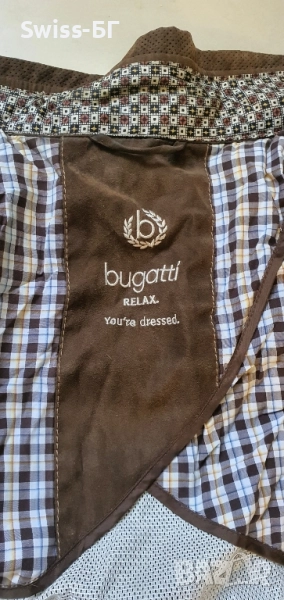 Swiss-БГ
b
bugatti
RELAX.
You're dressed.